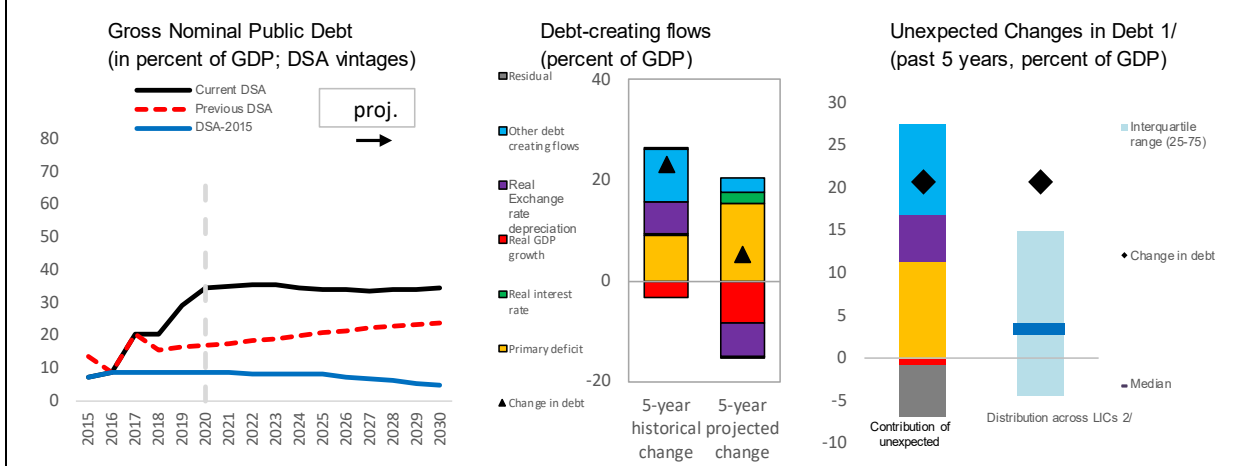 Gross Nominal Public Debt
(in percent of GDP; DSA vintages)
Current DSA
Previous DSA
DSA-2015
proj.
80
70
60
50
40
30
20
10
0
2015
2016
2017
2018
2019
2020
2021
2022
2023
2024
2025
2026
2027
2028
2029
2030
Debt-creating flows
(percent of GDP)
Residual
Other debt
creating flows
Real
Exchange
rate
depreciation
Real GDP
growth
Real interest
rate
Primary deficit
Change in debt
40
20
0
-20
5-year
historical
change
5-year
projected
change
Unexpected Changes in Debt 1/
(past 5 years, percent of GDP)
30
25
20
15
10
5
0
-5
-10
Contribution of
unexpected
Distribution across LICs 2/
Interquartile
range (25-75)
Change in debt
Median